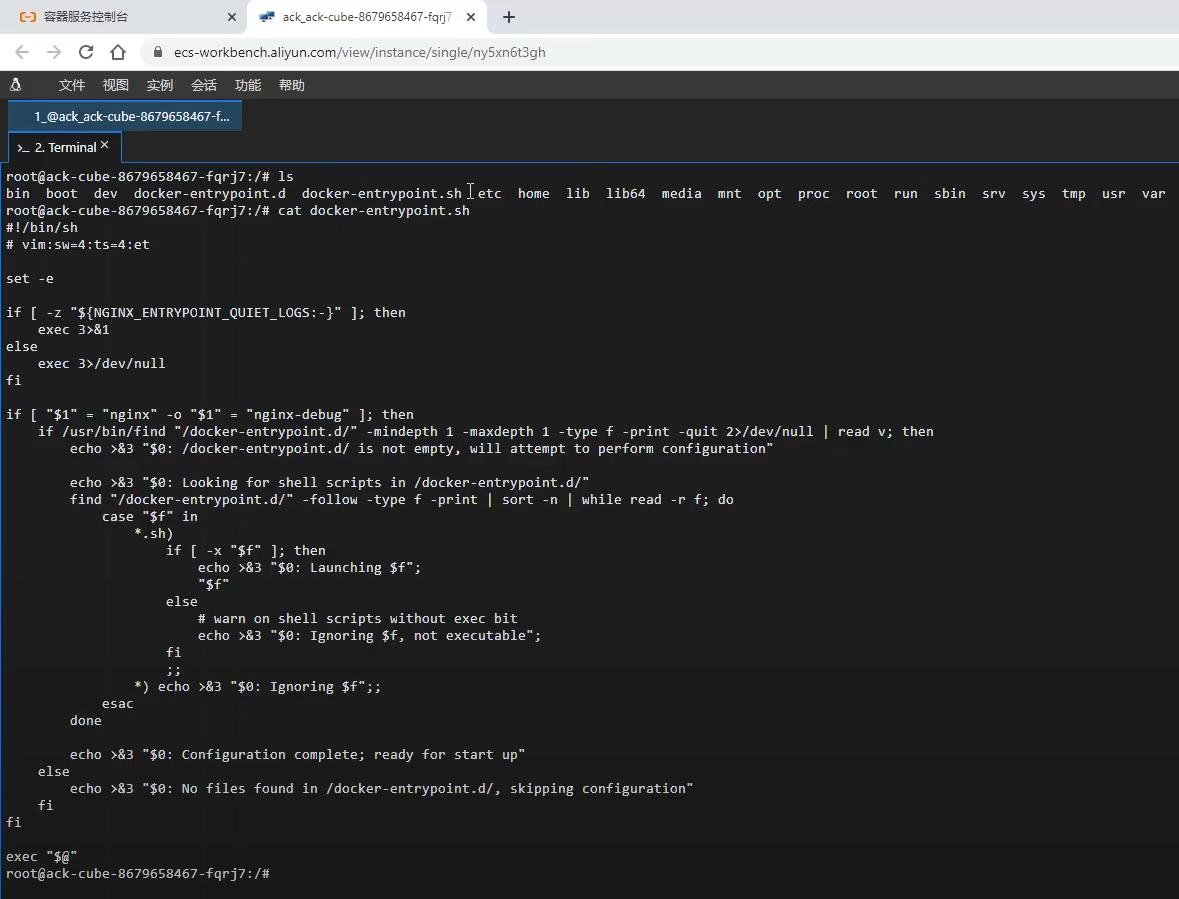 容器服务控制台
ack_ack-cube-8679658467-fqrj7
ecs-workbench.aliyun.com/view/instance/single/ny5xn6t3gh
文件 视图 实例 会话 功能 帮助
1_@ack_ack-cube-8679658467-f...
>_ 2. Terminal
root@ack-cube-8679658467-fqrj7:/# ls
bin  boot  dev  docker-entrypoint.d  docker-entrypoint.sh  etc  home  lib  lib64  media  mnt  opt  proc  root  run  sbin  srv  sys  tmp  usr  var
root@ack-cube-8679658467-fqrj7:/# cat docker-entrypoint.sh
#!/bin/sh
# vim:sw=4:ts=4:et
set -e
if [ -z "${NGINX_ENTRYPOINT_QUIET_LOGS:-}" ]; then
    exec 3>&1
else
    exec 3>/dev/null
fi
if [ "$1" = "nginx" -o "$1" = "nginx-debug" ]; then
    if /usr/bin/find "/docker-entrypoint.d/" -mindepth 1 -maxdepth 1 -type f -print -quit 2>/dev/null | read v; then
        echo >&3 "$0: /docker-entrypoint.d/ is not empty, will attempt to perform configuration"
        echo >&3 "$0: Looking for shell scripts in /docker-entrypoint.d/"
        find "/docker-entrypoint.d/" -follow -type f -print | sort -n | while read -r f; do
            case "$f" in
                *.sh)
                    if [ -x "$f" ]; then
                        echo >&3 "$0: Launching $f";
                        "$f"
                    else
                        # warn on shell scripts without exec bit
                        echo >&3 "$0: Ignoring $f, not executable";
                    fi
                    ;;
                *) echo >&3 "$0: Ignoring $f";;
            esac
        done
        echo >&3 "$0: Configuration complete; ready for start up"
    else
        echo >&3 "$0: No files found in /docker-entrypoint.d/, skipping configuration"
    fi
fi
exec "$@"
root@ack-cube-8679658467-fqrj7:/#